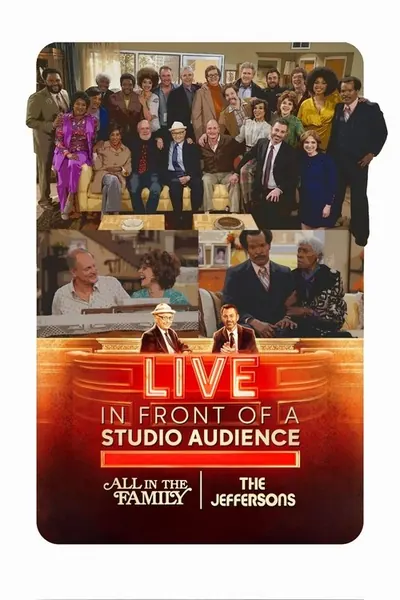 LIVE
IN FRONT OF A
STUDIO AUDIENCE
ALL IN THE
FAMILY
THE
JEFFERSONS